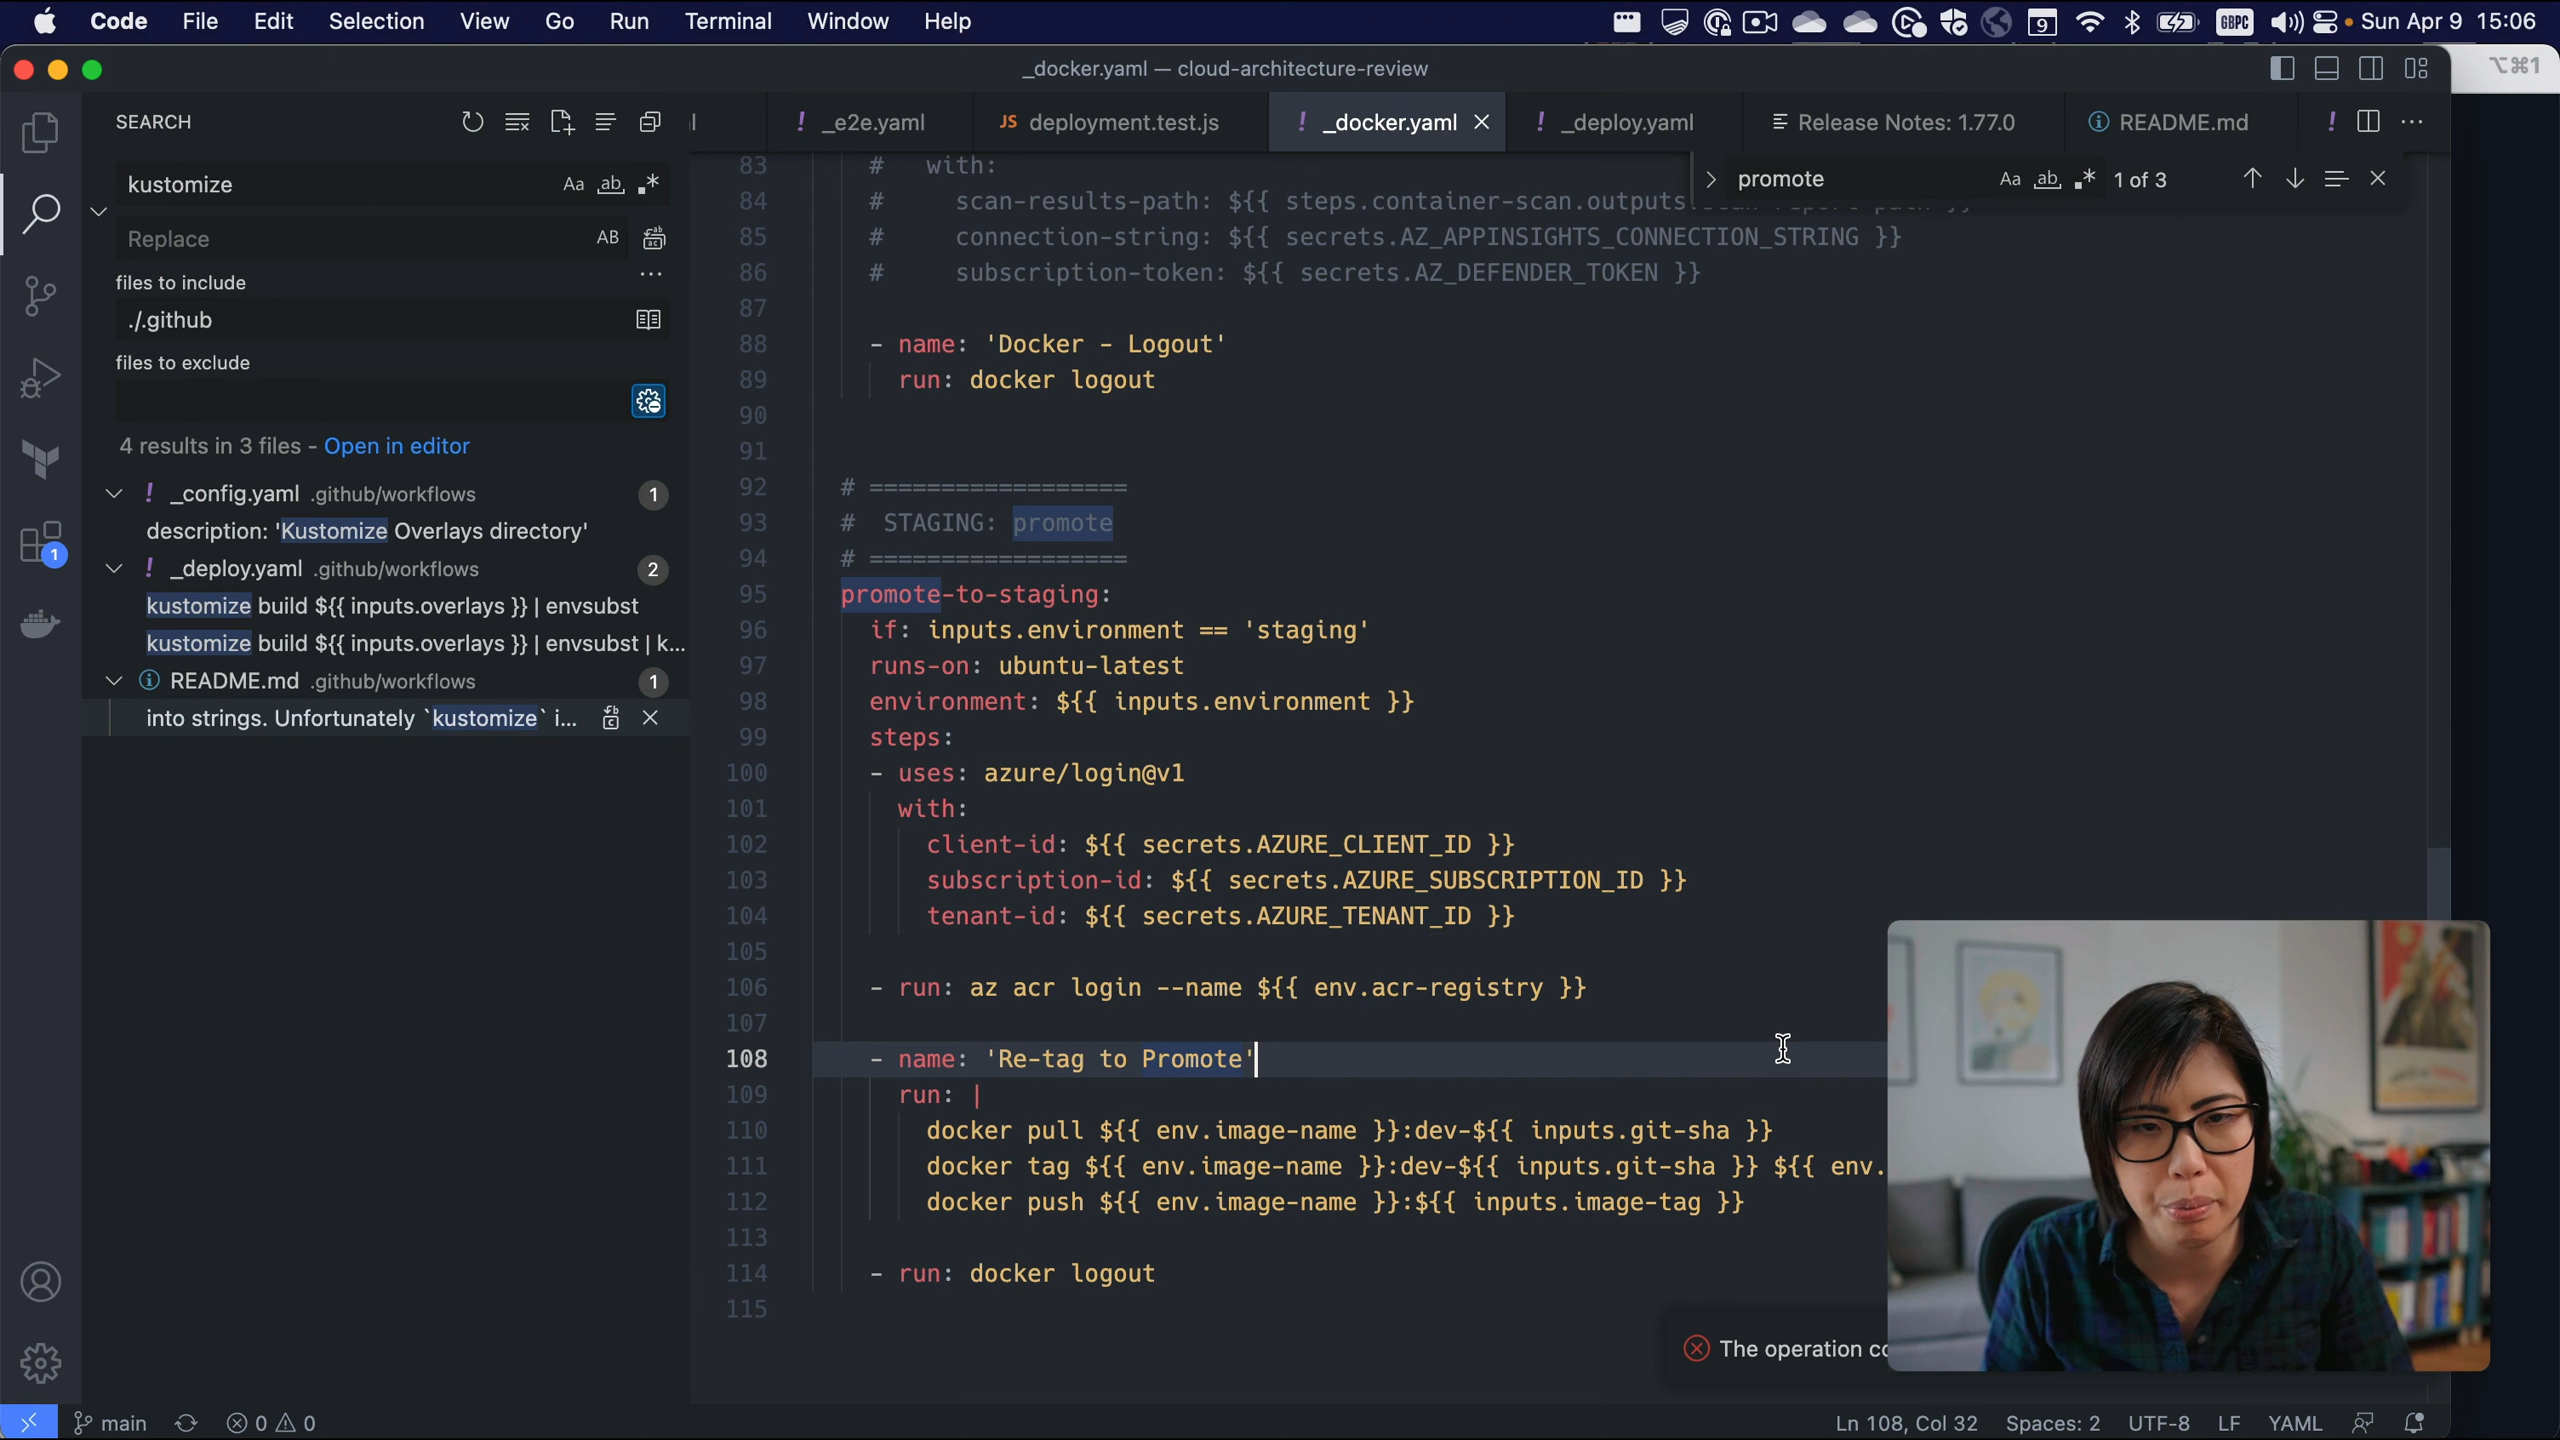 Code File Edit Selection View Go Run Terminal Window Help
9 GBPC Sun Apr 9 15:06
_docker.yaml — cloud-architecture-review
⌥⌘1
SEARCH
_e2e.yaml
JS deployment.test.js
_docker.yaml
_deploy.yaml
Release Notes: 1.77.0
README.md
kustomize
Aa ab
Replace
AB
files to include
./.github
files to exclude
4 results in 3 files - Open in editor
_config.yaml .github/workflows 1
description: 'Kustomize Overlays directory'
_deploy.yaml .github/workflows 2
kustomize build ${{ inputs.overlays }} | envsubst
kustomize build ${{ inputs.overlays }} | envsubst | k...
README.md .github/workflows 1
into strings. Unfortunately `kustomize` i...
1
promote Aa ab 1 of 3
83 # with:
84 # scan-results-path: ${{ steps.container-scan.outputs
85 # connection-string: ${{ secrets.AZ_APPINSIGHTS_CONNECTION_STRING }}
86 # subscription-token: ${{ secrets.AZ_DEFENDER_TOKEN }}
87
88 - name: 'Docker - Logout'
89 run: docker logout
90
91
92 # ==================
93 # STAGING: promote
94 # ==================
95 promote-to-staging:
96 if: inputs.environment == 'staging'
97 runs-on: ubuntu-latest
98 environment: ${{ inputs.environment }}
99 steps:
100 - uses: azure/login@v1
101 with:
102 client-id: ${{ secrets.AZURE_CLIENT_ID }}
103 subscription-id: ${{ secrets.AZURE_SUBSCRIPTION_ID }}
104 tenant-id: ${{ secrets.AZURE_TENANT_ID }}
105
106 - run: az acr login --name ${{ env.acr-registry }}
107
108 - name: 'Re-tag to Promote'
109 run: |
110 docker pull ${{ env.image-name }}:dev-${{ inputs.git-sha }}
111 docker tag ${{ env.image-name }}:dev-${{ inputs.git-sha }} ${{ env.
112 docker push ${{ env.image-name }}:${{ inputs.image-tag }}
113
114 - run: docker logout
115
The operation
main 0 0
Ln 108, Col 32 Spaces: 2 UTF-8 LF YAML